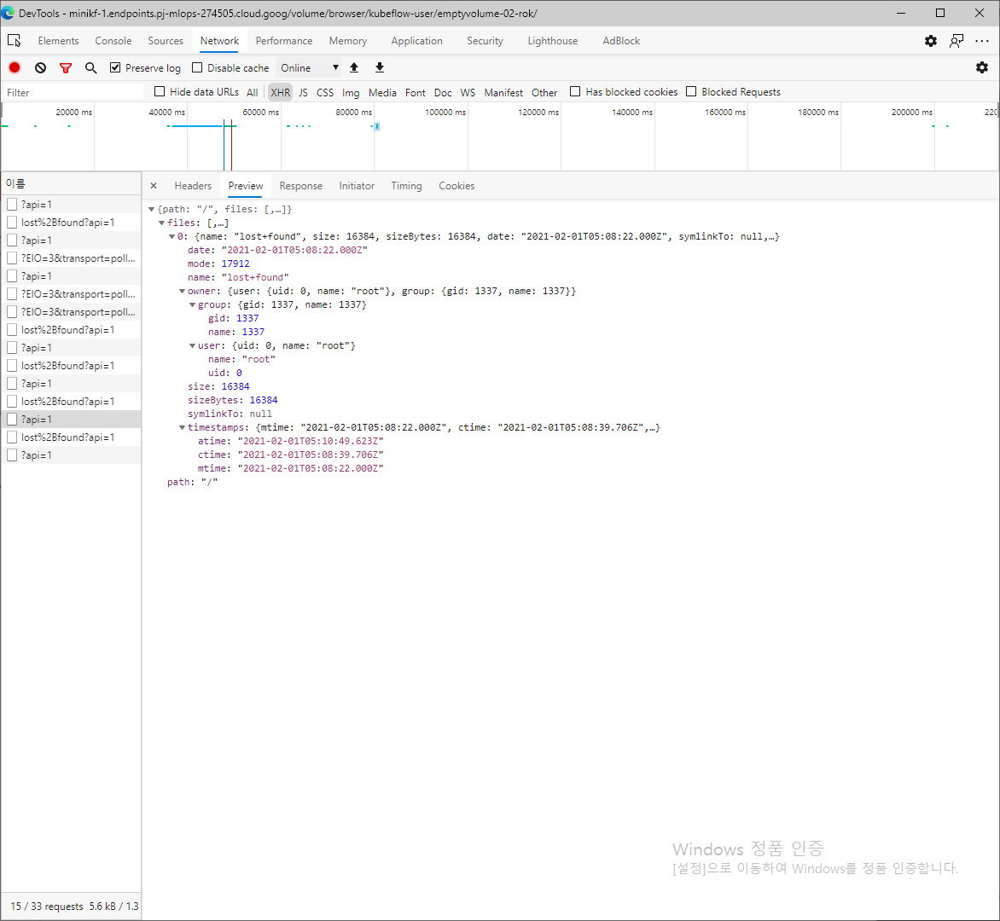 DevTools - minikf-1.endpoints.pj-mlops-274505.cloud.goog/volume/browser/kubeflow-user/emptyvolume-02-rok/
Elements Console Sources Network Performance Memory Application Security Lighthouse AdBlock
Preserve log Disable cache Online
Filter Hide data URLs All XHR JS CSS Img Media Font Doc WS Manifest Other Has blocked cookies Blocked Requests
20000 ms 40000 ms 60000 ms 80000 ms 100000 ms 120000 ms 140000 ms 160000 ms 180000 ms 200000 ms 220
이름
?api=1
lost%2Bfound?api=1
?api=1
?EIO=3&transport=poll...
?api=1
?EIO=3&transport=poll...
?EIO=3&transport=poll...
lost%2Bfound?api=1
?api=1
lost%2Bfound?api=1
?api=1
lost%2Bfound?api=1
?api=1
lost%2Bfound?api=1
?api=1
15 / 33 requests 5.6 kB / 1.3
Headers Preview Response Initiator Timing Cookies
{path: "/", files: [,…]}
files: [,…]
0: {name: "lost+found", size: 16384, sizeBytes: 16384, date: "2021-02-01T05:08:22.000Z", symlinkTo: null,…}
date: "2021-02-01T05:08:22.000Z"
mode: 17912
name: "lost+found"
owner: {user: {uid: 0, name: "root"}, group: {gid: 1337, name: 1337}}
group: {gid: 1337, name: 1337}
gid: 1337
name: 1337
user: {uid: 0, name: "root"}
name: "root"
uid: 0
size: 16384
sizeBytes: 16384
symlinkTo: null
timestamps: {mtime: "2021-02-01T05:08:22.000Z", ctime: "2021-02-01T05:08:39.706Z",…}
atime: "2021-02-01T05:10:49.623Z"
ctime: "2021-02-01T05:08:39.706Z"
mtime: "2021-02-01T05:08:22.000Z"
path: "/"
Windows 정품 인증
[설정]으로 이동하여 Windows를 정품 인증합니다.